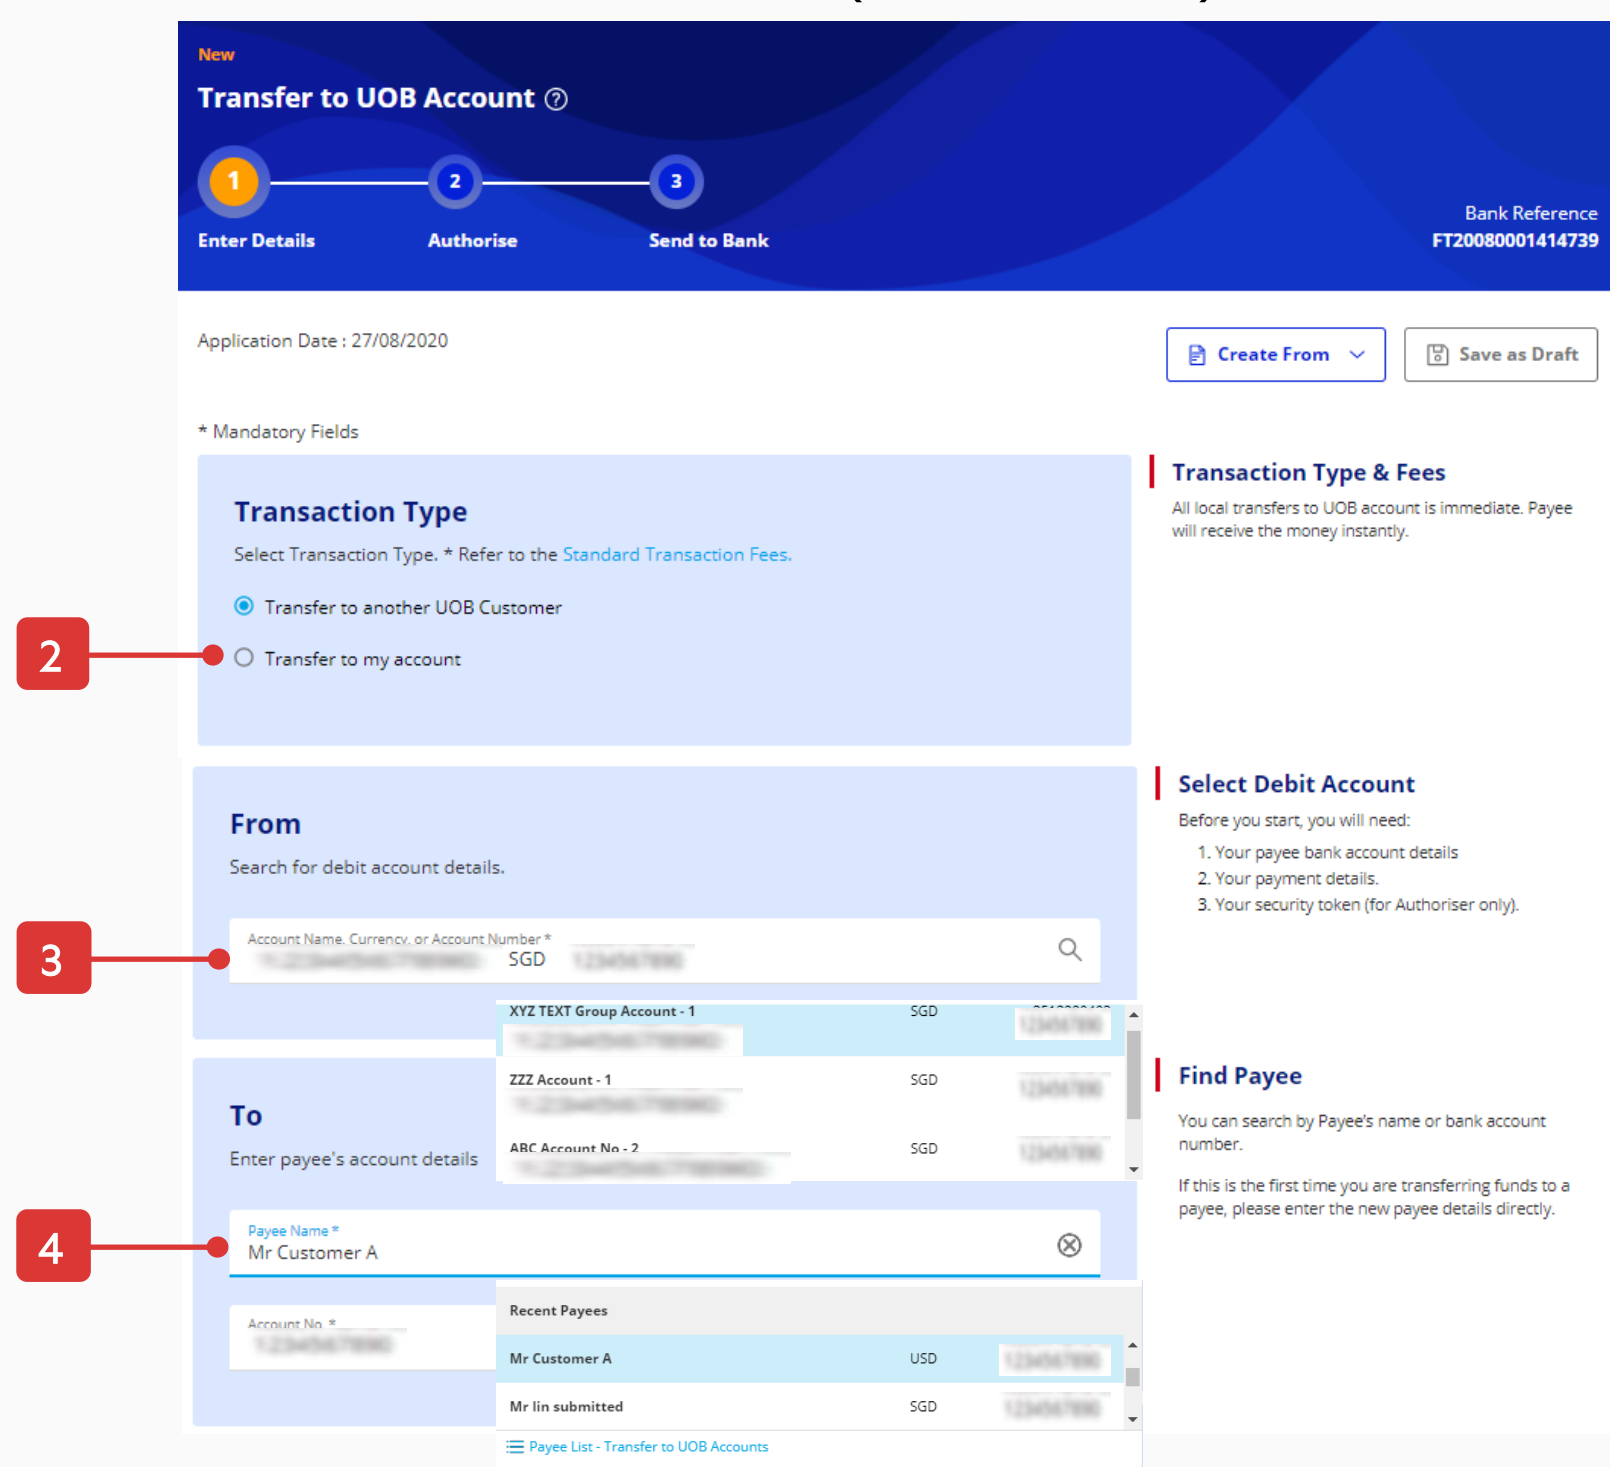 New
Transfer to UOB Account ?
1
2
3
Enter Details
Authorise
Send to Bank
Bank Reference
FT20080001414739
Application Date : 27/08/2020
Create From
Save as Draft
* Mandatory Fields
Transaction Type
Select Transaction Type. * Refer to the Standard Transaction Fees.
Transfer to another UOB Customer
2
Transfer to my account
Transaction Type & Fees
All local transfers to UOB account is immediate. Payee
will receive the money instantly.
From
Search for debit account details.
3
Account Name, Currency, or Account Number *
SGD
XYZ TEXT Group Account - 1 SGD
ZZZ Account - 1 SGD
ABC Account No - 2 SGD
Select Debit Account
Before you start, you will need:
1. Your payee bank account details
2. Your payment details.
3. Your security token (for Authoriser only).
To
Enter payee's account details
4
Payee Name *
Mr Customer A
Account No. *
Recent Payees
Mr Customer A USD
Mr lin submitted SGD
Payee List - Transfer to UOB Accounts
Find Payee
You can search by Payee's name or bank account
number.
If this is the first time you are transferring funds to a
payee, please enter the new payee details directly.